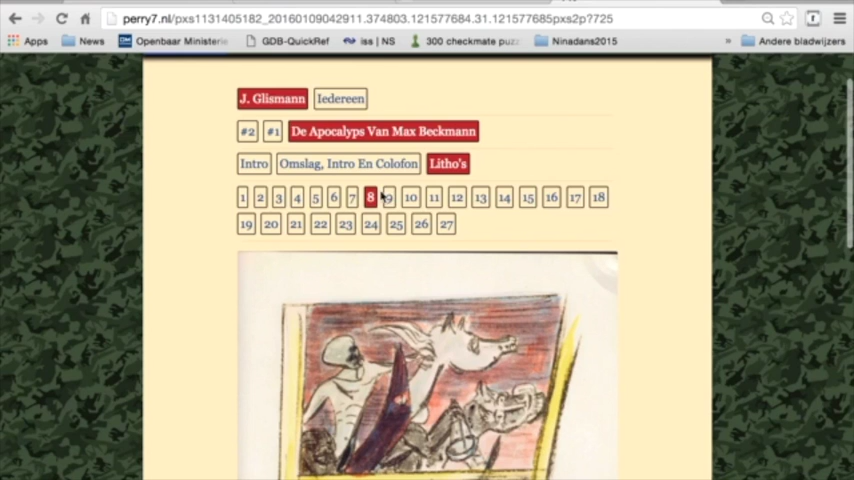 perry7.nl/pxs1131405182_20160109042911.374803.121577684.31.121577685pxs2p?725
Apps News Openbaar Ministerie GDB-QuickRef iss | NS 300 checkmate puz Ninadans2015 » Andere bladwijzers
J. Glismann Iedereen
#2 #1 De Apocalyps Van Max Beckmann
Intro Omslag, Intro En Colofon Litho's
1 2 3 4 5 6 7 8 9 10 11 12 13 14 15 16 17 18
19 20 21 22 23 24 25 26 27